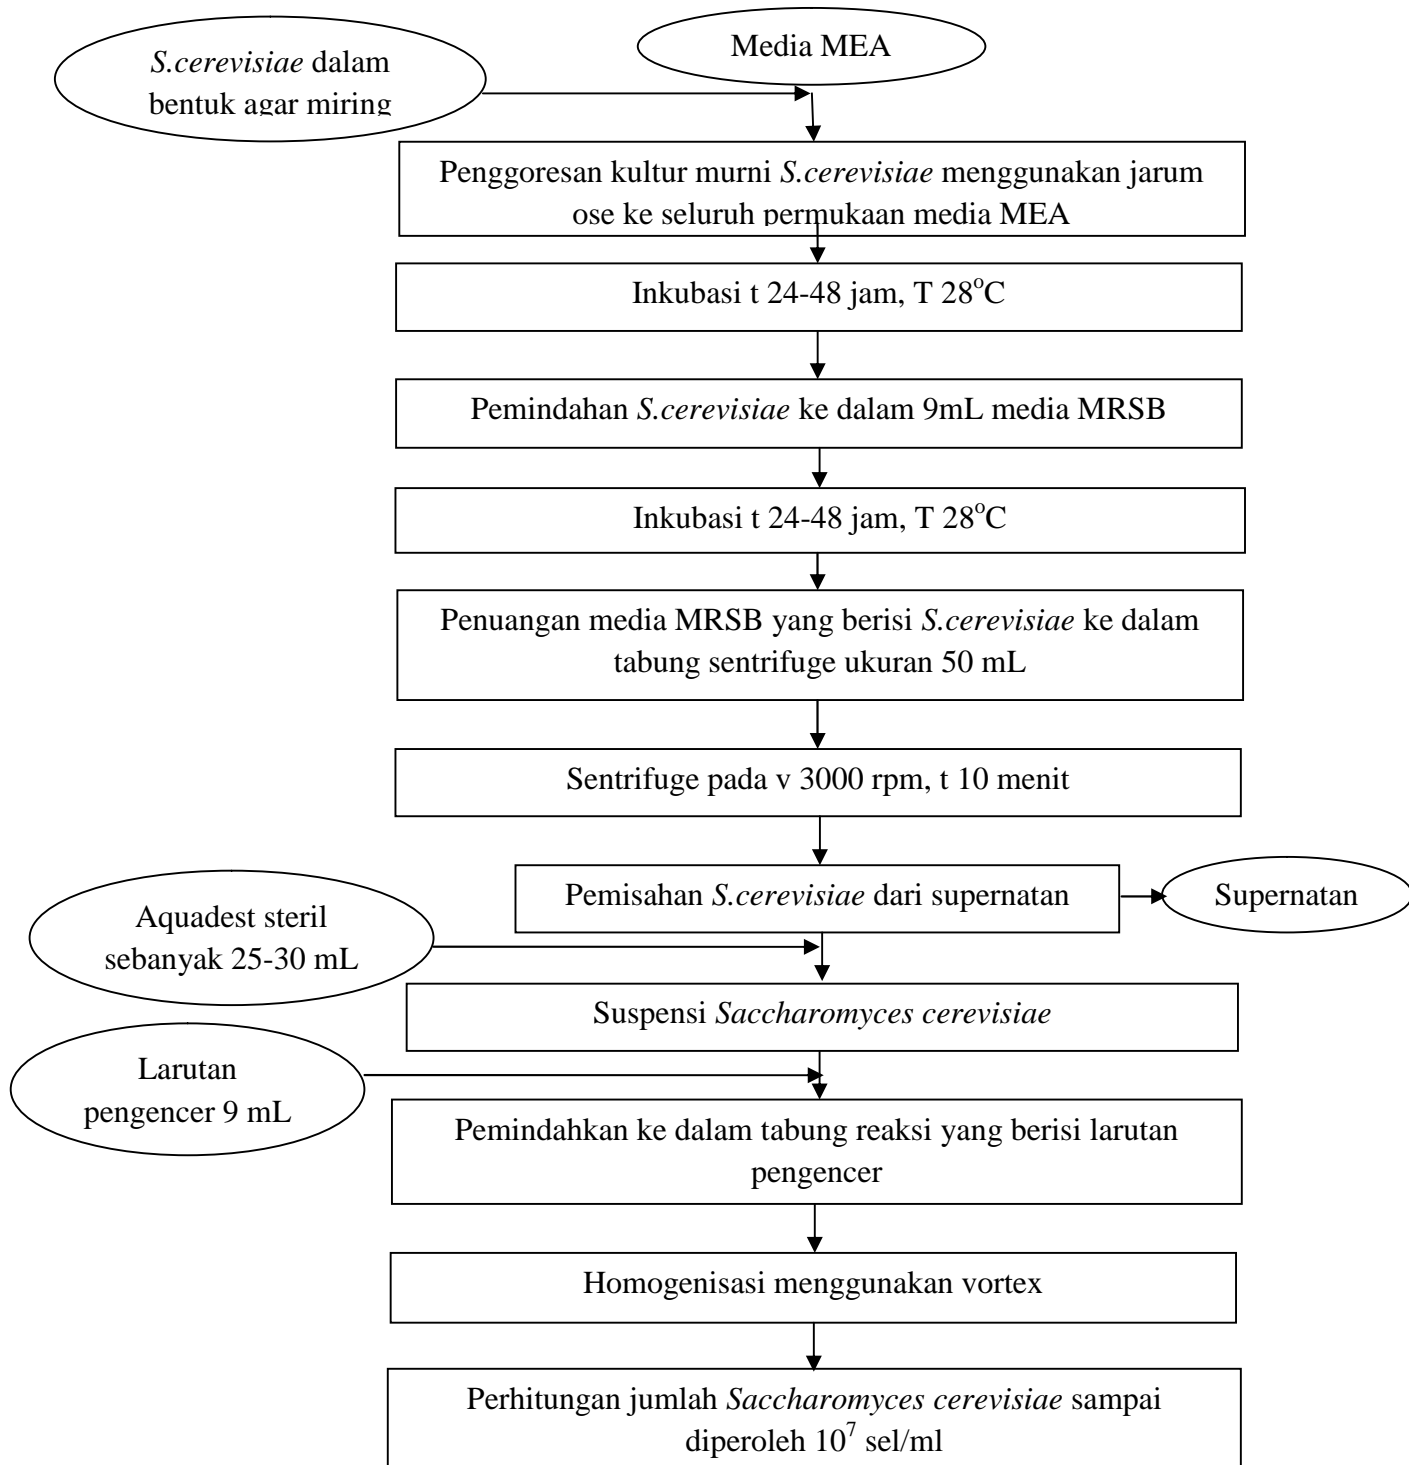 S.cerevisiae dalam
bentuk agar miring
Media MEA
Penggoresan kultur murni S.cerevisiae menggunakan jarum
ose ke seluruh permukaan media MEA
Inkubasi t 24-48 jam, T 28°C
Pemindahan S.cerevisiae ke dalam 9mL media MRSB
Inkubasi t 24-48 jam, T 28°C
Penuangan media MRSB yang berisi S.cerevisiae ke dalam
tabung sentrifuge ukuran 50 mL
Sentrifuge pada v 3000 rpm, t 10 menit
Pemisahan S.cerevisiae dari supernatan
Supernatan
Aquadest steril
sebanyak 25-30 mL
Suspensi Saccharomyces cerevisiae
Larutan
pengencer 9 mL
Pemindahkan ke dalam tabung reaksi yang berisi larutan
pengencer
Homogenisasi menggunakan vortex
Perhitungan jumlah Saccharomyces cerevisiae sampai
diperoleh 10⁷ sel/ml